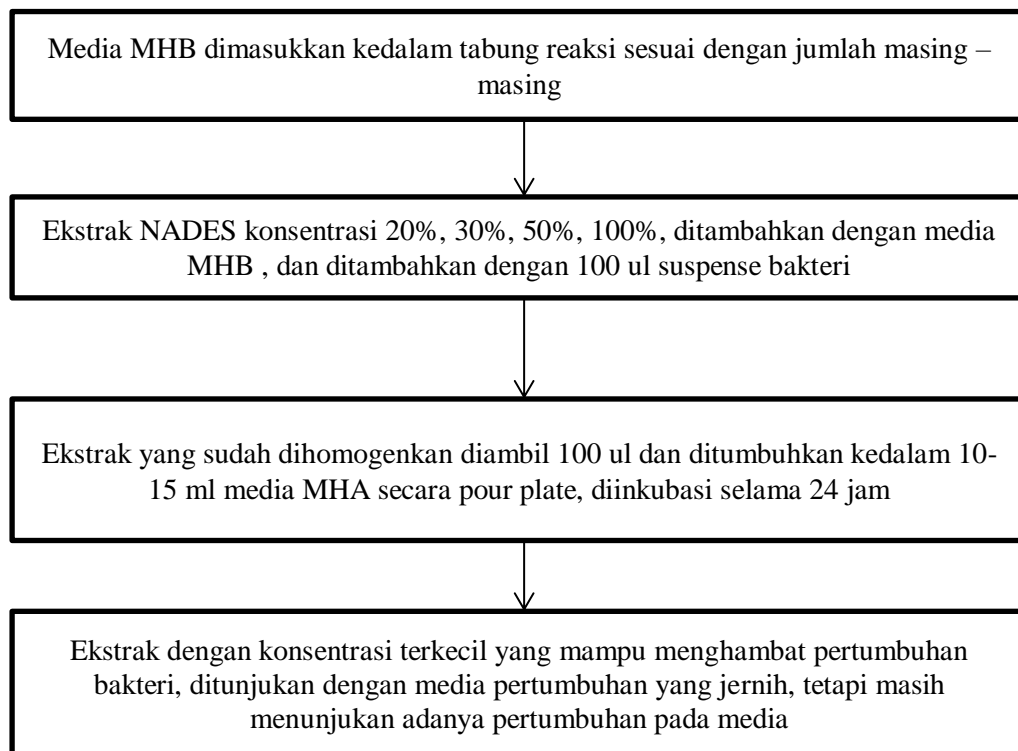 Media MHB dimasukkan kedalam tabung reaksi sesuai dengan jumlah masing –
masing
Ekstrak NADES konsentrasi 20%, 30%, 50%, 100%, ditambahkan dengan media
MHB , dan ditambahkan dengan 100 ul suspense bakteri
Ekstrak yang sudah dihomogenkan diambil 100 ul dan ditumbuhkan kedalam 10-
15 ml media MHA secara pour plate, diinkubasi selama 24 jam
Ekstrak dengan konsentrasi terkecil yang mampu menghambat pertumbuhan
bakteri, ditunjukan dengan media pertumbuhan yang jernih, tetapi masih
menunjukan adanya pertumbuhan pada media